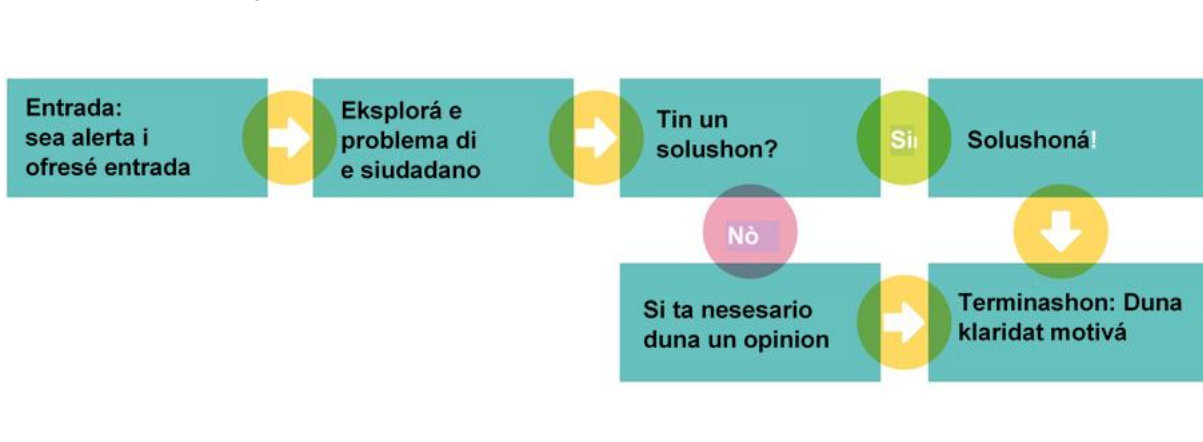 Entrada:
sea alerta i
ofresé entrada
Eksplorá e
problema di
e siudadano
Tin un
solushon?
Si
Solushoná!
Nò
Si ta nesesario
duna un opinion
Terminashon: Duna
klaridat motivá